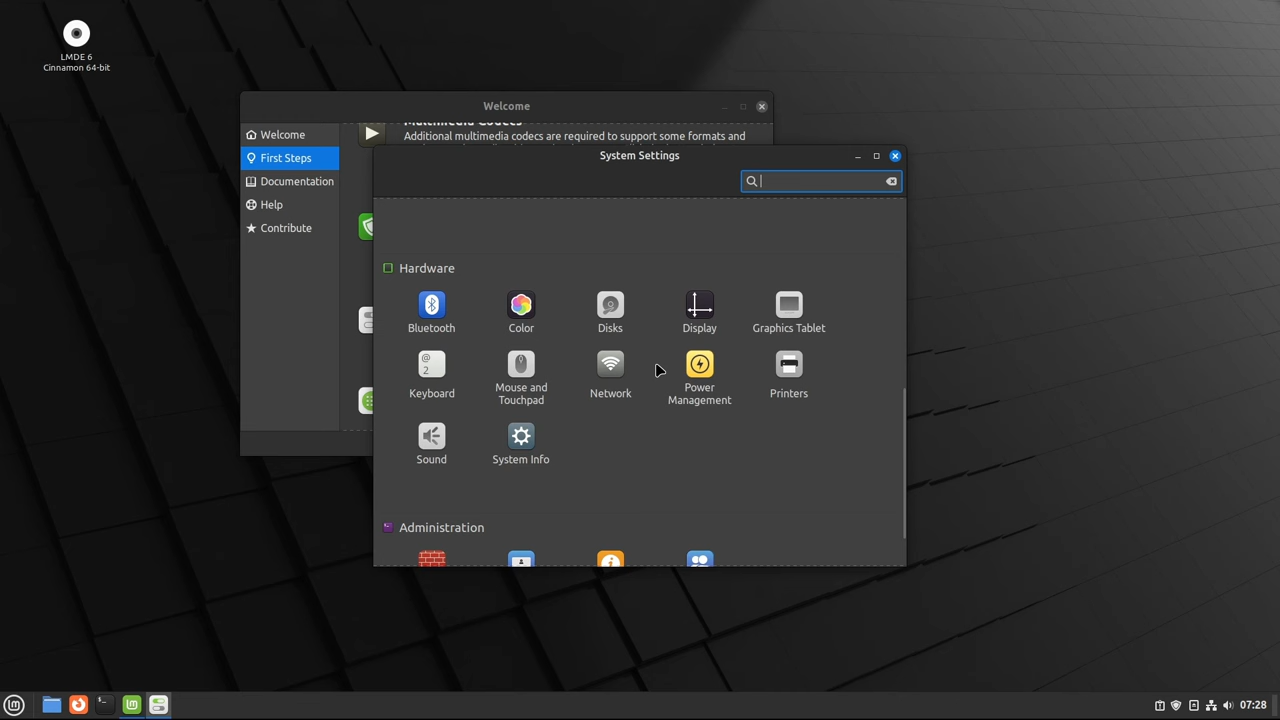 LMDE 6
Cinnamon 64-bit
Welcome
Welcome
First Steps
Documentation
Help
Contribute
Multimedia Codecs
Additional multimedia codecs are required to support some formats and
System Settings
Hardware
Bluetooth
Color
Disks
Display
Graphics Tablet
Keyboard
Mouse and
Touchpad
Network
Power
Management
Printers
Sound
System Info
Administration
07:28